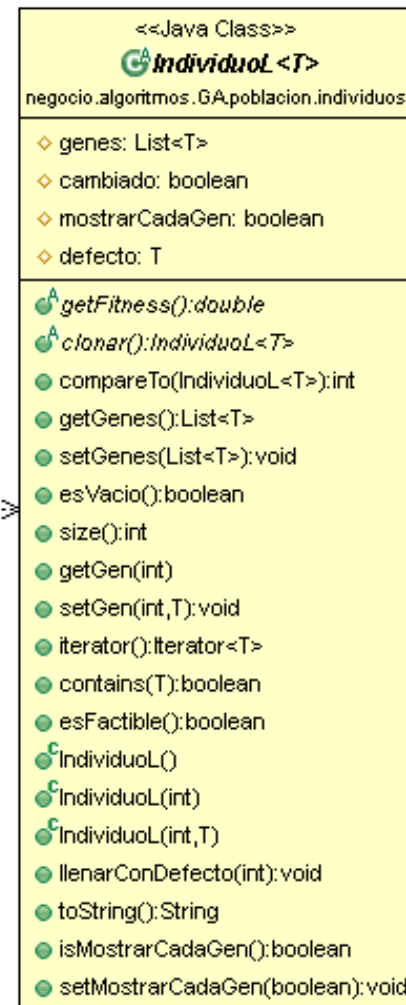 <<Java Class>>
IndividuoL<T>
negocio.algoritmos.GA.poblacion.individuos
genes: List<T>
cambiado: boolean
mostrarCadaGen: boolean
defecto: T
getFitness():double
clonar():IndividuoL<T>
compareTo(IndividuoL<T>):int
getGenes():List<T>
setGenes(List<T>):void
esVacio():boolean
size():int
getGen(int)
setGen(int,T):void
iterator():Iterator<T>
contains(T):boolean
esFactible():boolean
IndividuoL()
IndividuoL(int)
IndividuoL(int,T)
llenarConDefecto(int):void
toString():String
isMostrarCadaGen():boolean
setMostrarCadaGen(boolean):void